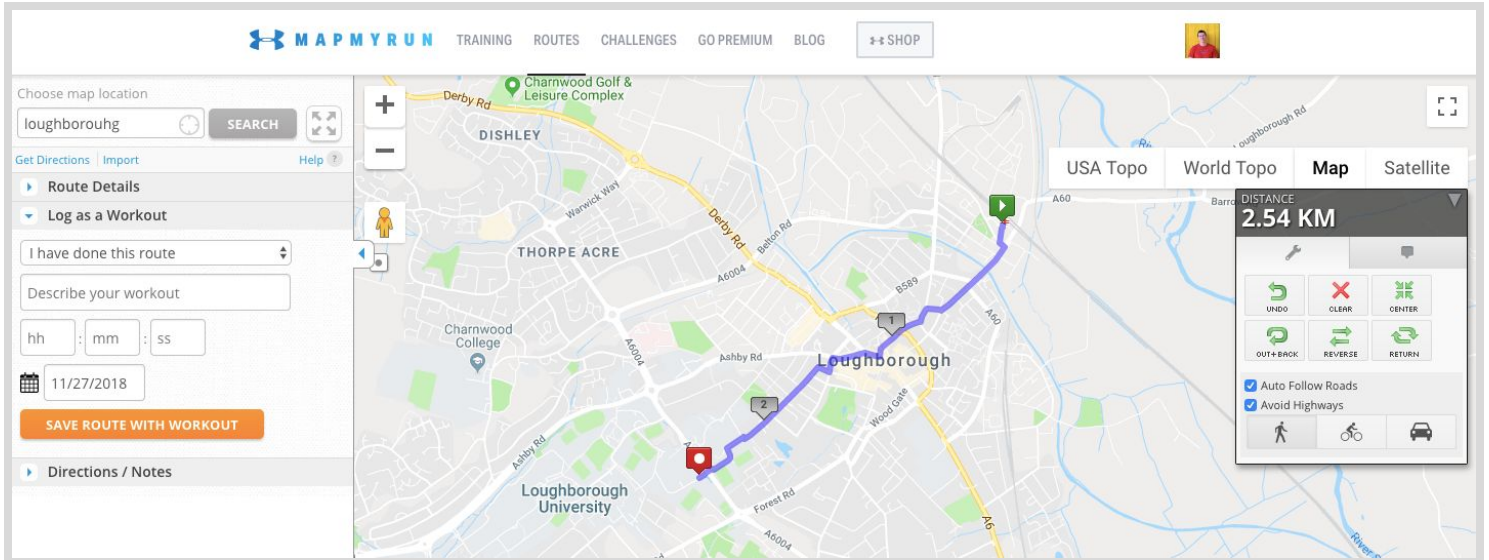 MAPMYRUN
TRAINING ROUTES CHALLENGES GO PREMIUM BLOG SHOP
Choose map location
loughborouhg SEARCH
Get Directions Import Help ?
Route Details
Log as a Workout
I have done this route
Describe your workout
hh : mm : ss
11/27/2018
SAVE ROUTE WITH WORKOUT
Directions / Notes
+
−
Charnwood Golf &
Leisure Complex
Derby Rd
DISHLEY
Warwick Way
THORPE ACRE
Derby Rd
Belton Rd
A6004
B589
A60
A60
Loughborough Rd
Charnwood
College
A6004
Ashby Rd
1
Loughborough
2
Wood Gate
Ashby Rd
Loughborough
University
Forest Rd
A6004
A6
USA Topo World Topo Map Satellite
DISTANCE
2.54 KM
UNDO CLEAR CENTER
OUT+BACK REVERSE RETURN
Auto Follow Roads
Avoid Highways